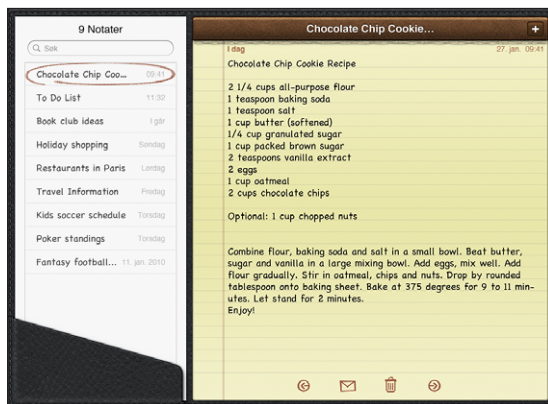 9 Notater
Søk
Chocolate Chip Coo... 09:41
To Do List 11:32
Book club ideas I går
Holiday shopping Søndag
Restaurants in Paris Lørdag
Travel Information Fredag
Kids soccer schedule Torsdag
Poker standings Torsdag
Fantasy football... 11. jan. 2010
Chocolate Chip Cookie...
+
I dag 27. jan. 09:41
Chocolate Chip Cookie Recipe
2 1/4 cups all-purpose flour
1 teaspoon baking soda
1 teaspoon salt
1 cup butter (softened)
1/4 cup granulated sugar
1 cup packed brown sugar
2 teaspoons vanilla extract
2 eggs
1 cup oatmeal
2 cups chocolate chips
Optional: 1 cup chopped nuts
Combine flour, baking soda and salt in a small bowl. Beat butter,
sugar and vanilla in a large mixing bowl. Add eggs, mix well. Add
flour gradually. Stir in oatmeal, chips and nuts. Drop by rounded
tablespoon onto baking sheet. Bake at 375 degrees for 9 to 11 min-
utes. Let stand for 2 minutes.
Enjoy!